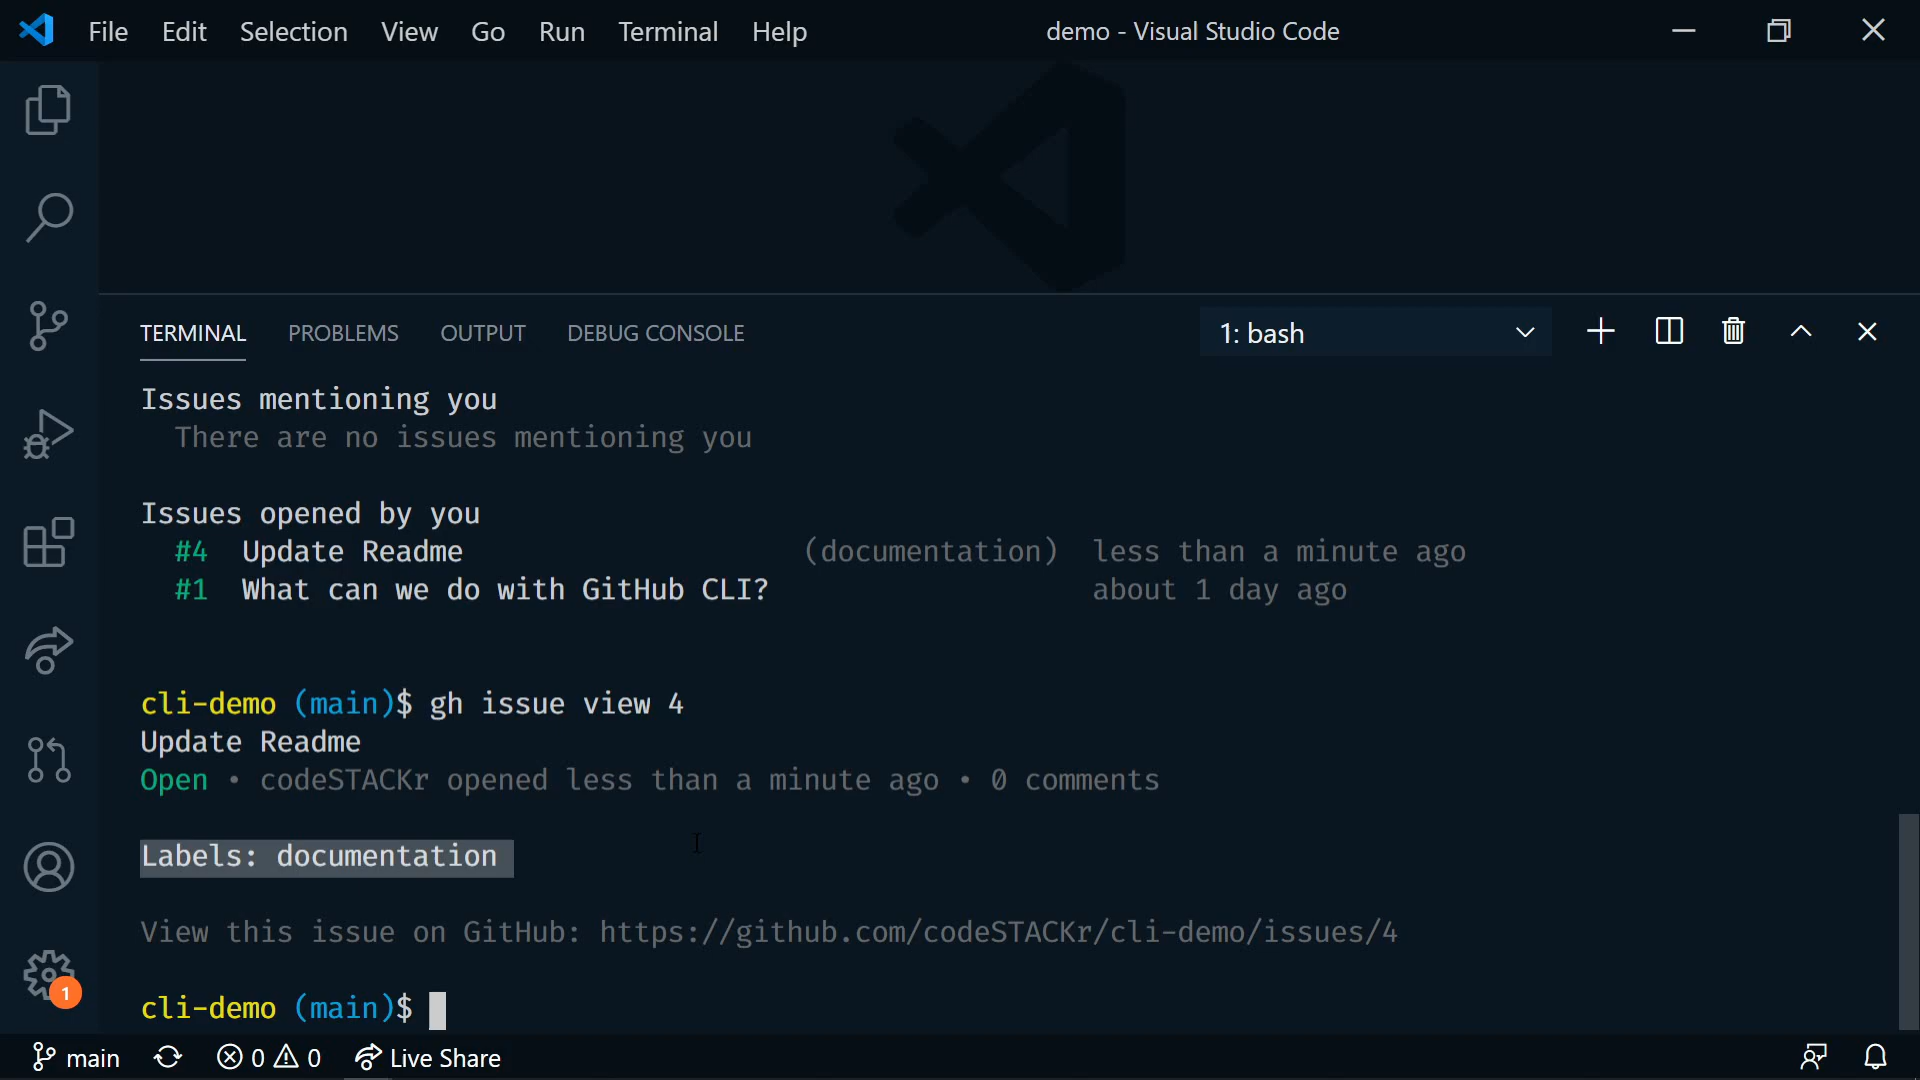 File Edit Selection View Go Run Terminal Help demo - Visual Studio Code
TERMINAL PROBLEMS OUTPUT DEBUG CONSOLE 1: bash
Issues mentioning you
There are no issues mentioning you
Issues opened by you
#4 Update Readme (documentation) less than a minute ago
#1 What can we do with GitHub CLI? about 1 day ago
cli-demo (main)$ gh issue view 4
Update Readme
Open • codeSTACKr opened less than a minute ago • 0 comments
Labels: documentation
View this issue on GitHub: https://github.com/codeSTACKr/cli-demo/issues/4
1
cli-demo (main)$
main 0 0 Live Share